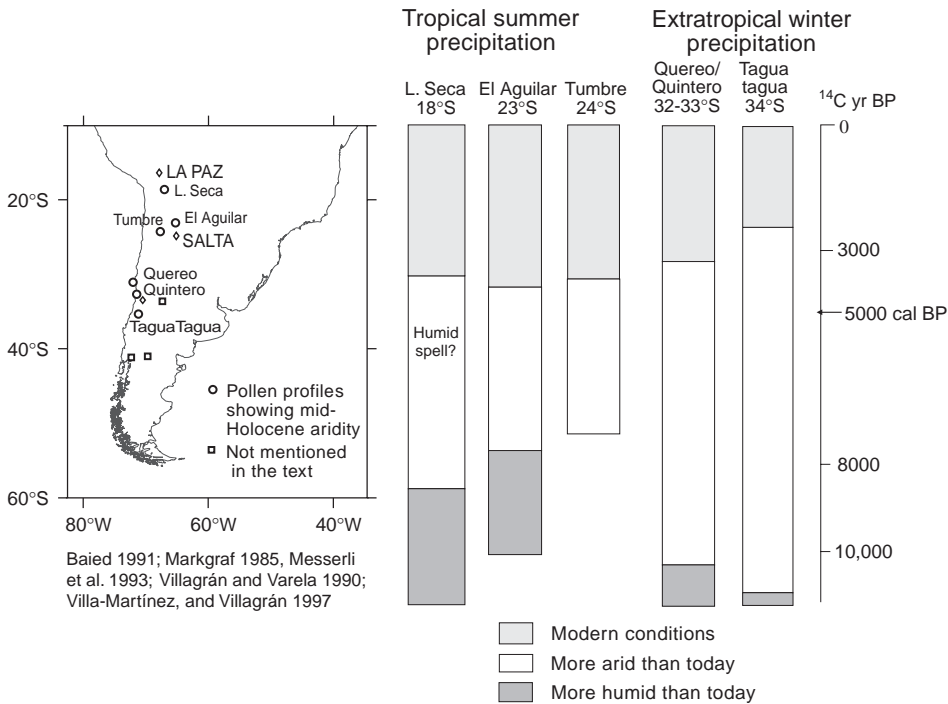 Tropical summer
precipitation
Extratropical winter
precipitation
L. Seca
18°S
El Aguilar
23°S
Tumbre
24°S
Quereo/
Quintero
32-33°S
Tagua
tagua
34°S
14C yr BP
0
3000
5000 cal BP
8000
10,000
Humid
spell?
20°S
40°S
60°S
80°W
60°W
40°W
LA PAZ
L. Seca
Tumbre
El Aguilar
SALTA
Quereo
Quintero
TaguaTagua
Pollen profiles
showing mid-
Holocene aridity
Not mentioned
in the text
Baied 1991; Markgraf 1985, Messerli
et al. 1993; Villagrán and Varela 1990;
Villa-Martínez, and Villagrán 1997
Modern conditions
More arid than today
More humid than today